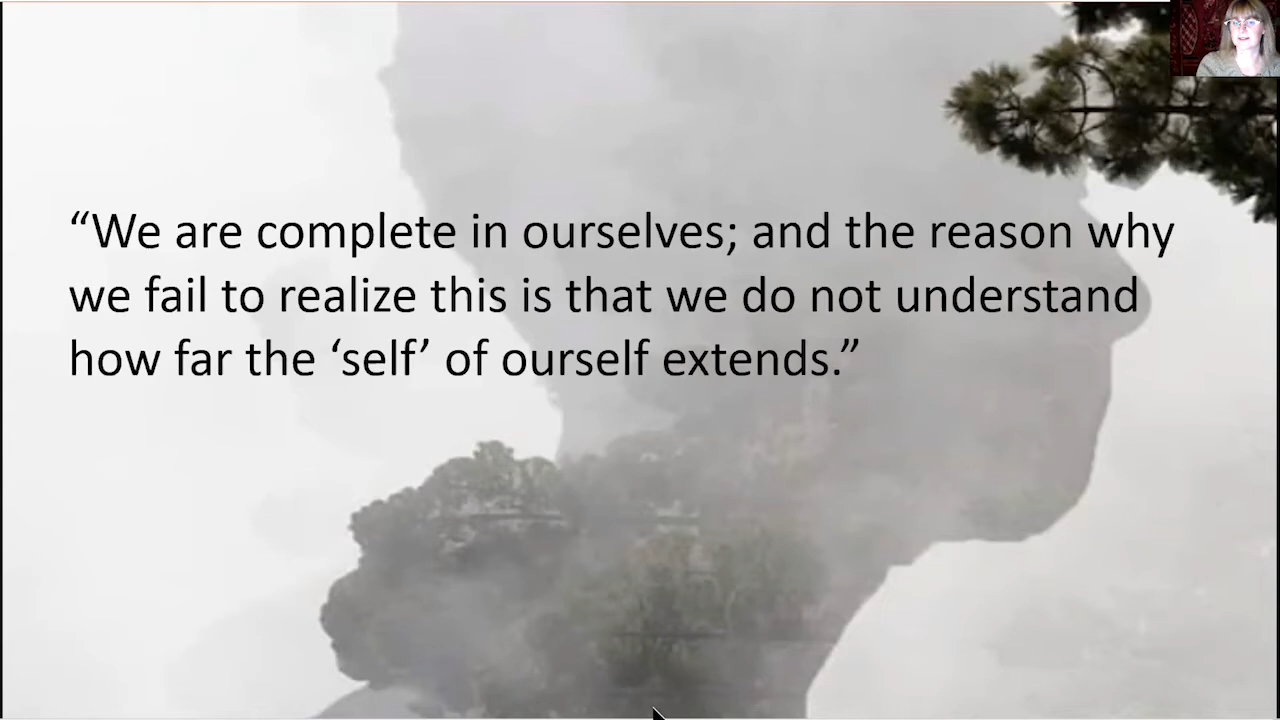 “We are complete in ourselves; and the reason why
we fail to realize this is that we do not understand
how far the ‘self’ of ourself extends.”